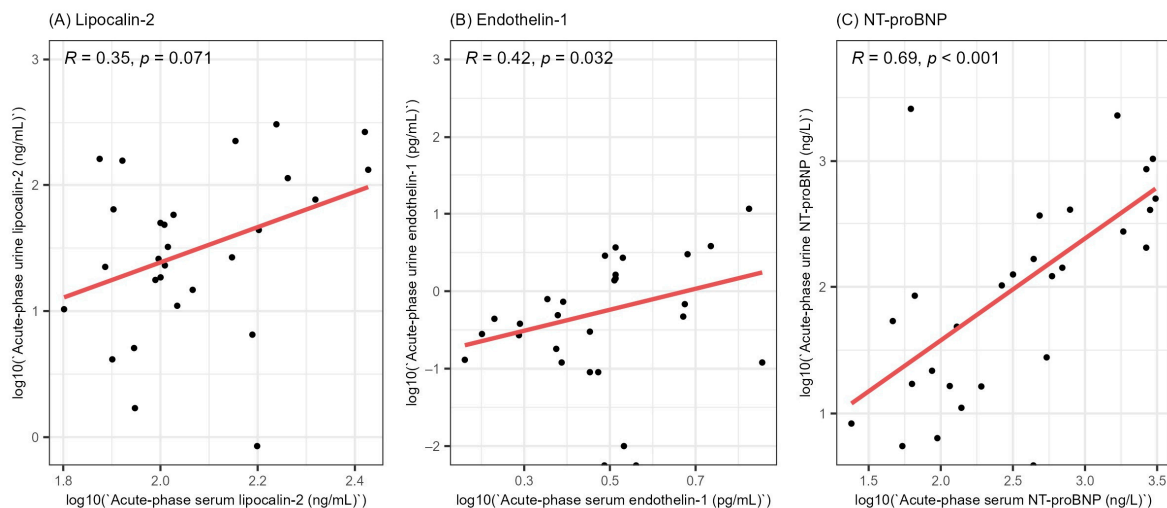 (A) Lipocalin-2
R = 0.35, p = 0.071
log10(`Acute-phase urine lipocalin-2 (ng/mL)`)
3
2
1
0
1.8 2.0 2.2 2.4
log10(`Acute-phase serum lipocalin-2 (ng/mL)`)
(B) Endothelin-1
R = 0.42, p = 0.032
log10(`Acute-phase urine endothelin-1 (pg/mL)`)
3
2
1
0
−1
−2
0.3 0.5 0.7
log10(`Acute-phase serum endothelin-1 (pg/mL)`)
(C) NT-proBNP
R = 0.69, p < 0.001
log10(`Acute-phase urine NT-proBNP (ng/L)`)
3
2
1
1.5 2.0 2.5 3.0 3.5
log10(`Acute-phase serum NT-proBNP (ng/L)`)